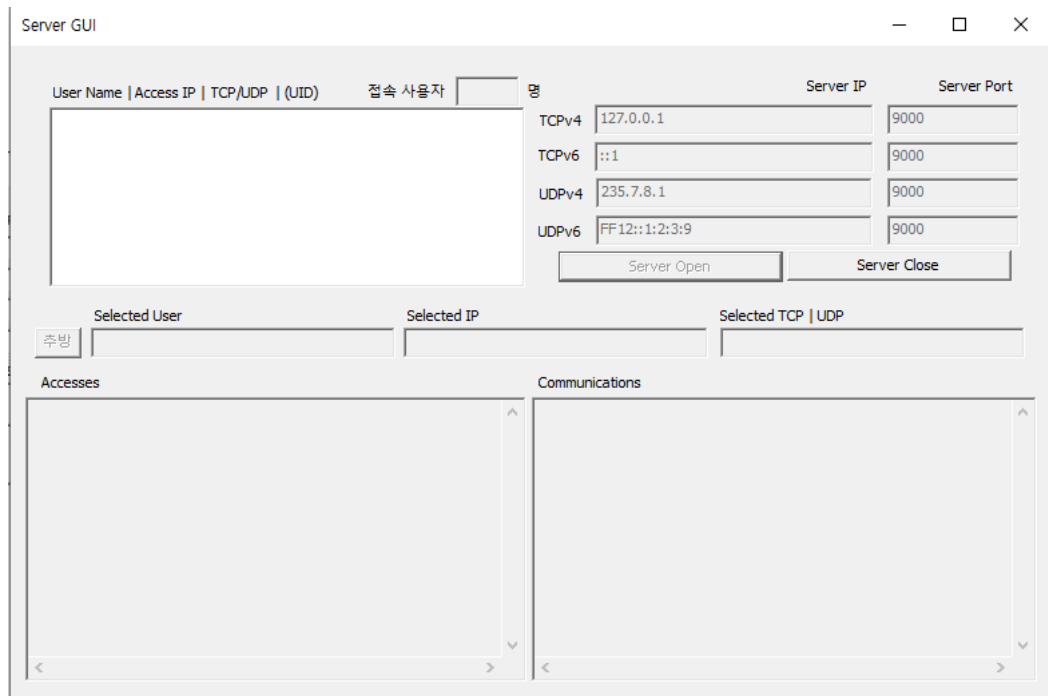 Server GUI
User Name | Access IP | TCP/UDP | (UID) 접속 사용자 명
Server IP Server Port
TCPv4 127.0.0.1 9000
TCPv6 ::1 9000
UDPv4 235.7.8.1 9000
UDPv6 FF12::1:2:3:9 9000
Server Open Server Close
Selected User Selected IP Selected TCP | UDP
추방
Accesses Communications